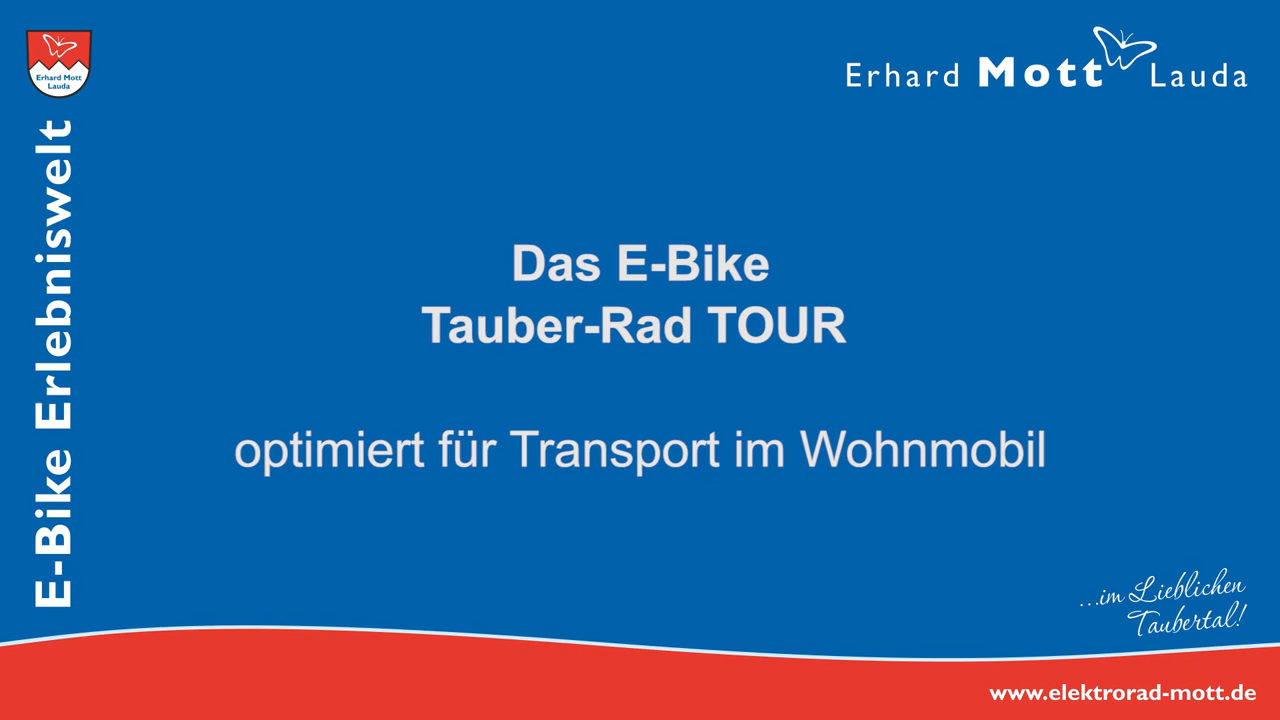 Erhard Mott
Lauda
E-Bike Erlebniswelt
Erhard Mott Lauda
Das E-Bike
Tauber-Rad TOUR
optimiert für Transport im Wohnmobil
...im Lieblichen
Taubertal!
www.elektrorad-mott.de